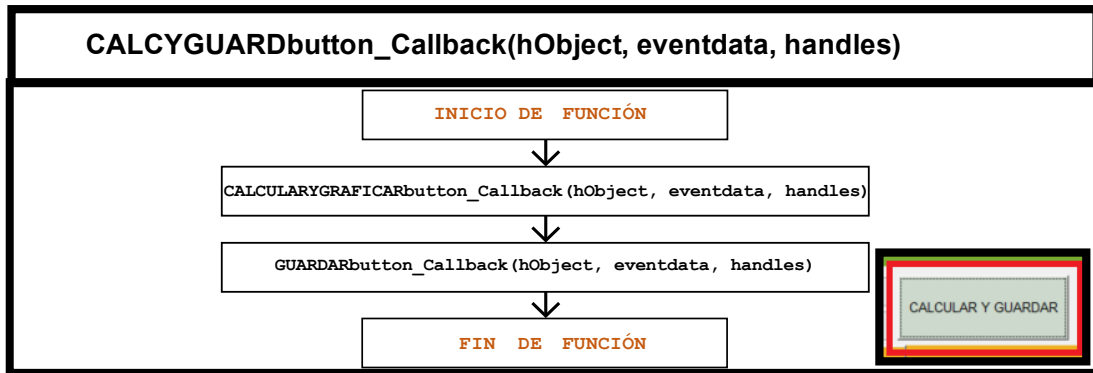 CALCYGUARDbutton_Callback(hObject, eventdata, handles)
INICIO DE FUNCIÓN
CALCULARYGRAFICARbutton_Callback(hObject, eventdata, handles)
GUARDARbutton_Callback(hObject, eventdata, handles)
CALCULAR Y GUARDAR
FIN DE FUNCIÓN